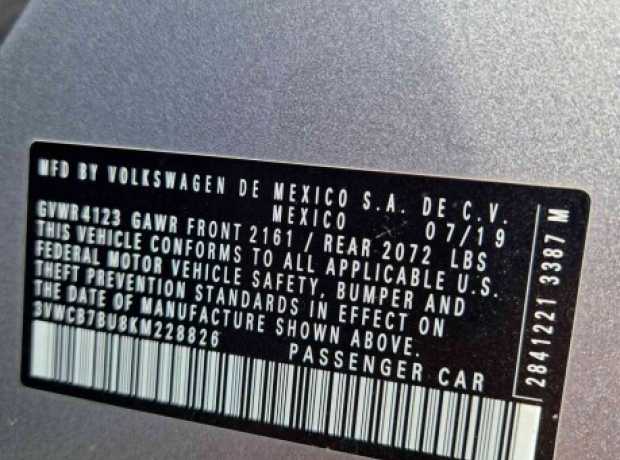 MFD BY VOLKSWAGEN DE MEXICO S.A. DE C.V.
MEXICO 07/19
GVWR4123 GAWR FRONT 2161 / REAR 2072 LBS
THIS VEHICLE CONFORMS TO ALL APPLICABLE U.S.
FEDERAL MOTOR VEHICLE SAFETY, BUMPER AND
THEFT PREVENTION STANDARDS IN EFFECT ON
THE DATE OF MANUFACTURE SHOWN ABOVE.
3VWCB7BU8KM228826
PASSENGER CAR
2841221 3387 M